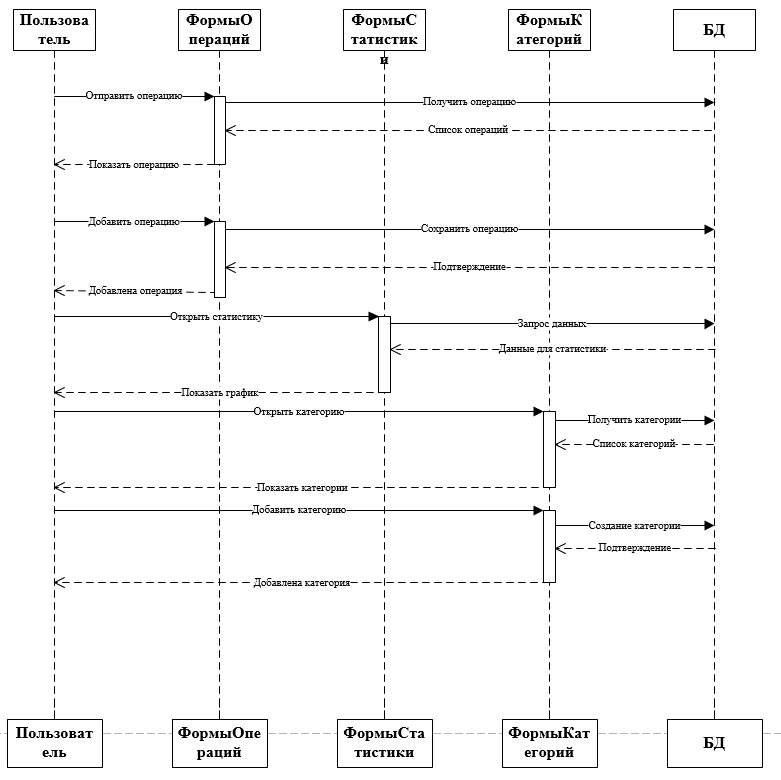 Пользова
тель
ФормыО
пераций
ФормыС
татистик
и
ФормыК
атегорий
БД
Отправить операцию
Получить операцию
Список операций
Показать операцию
Добавить операцию
Сохранить операцию
Подтверждение
Добавлена операция
Открыть статистику
Запрос данных
Данные для статистики
Показать график
Открыть категорию
Получить категории
Список категорий
Показать категории
Добавить категорию
Создание категории
Подтверждение
Добавлена категория
Пользоват
ель
ФормыОпе
раций
ФормыСта
тистики
ФормыКат
егорий
БД